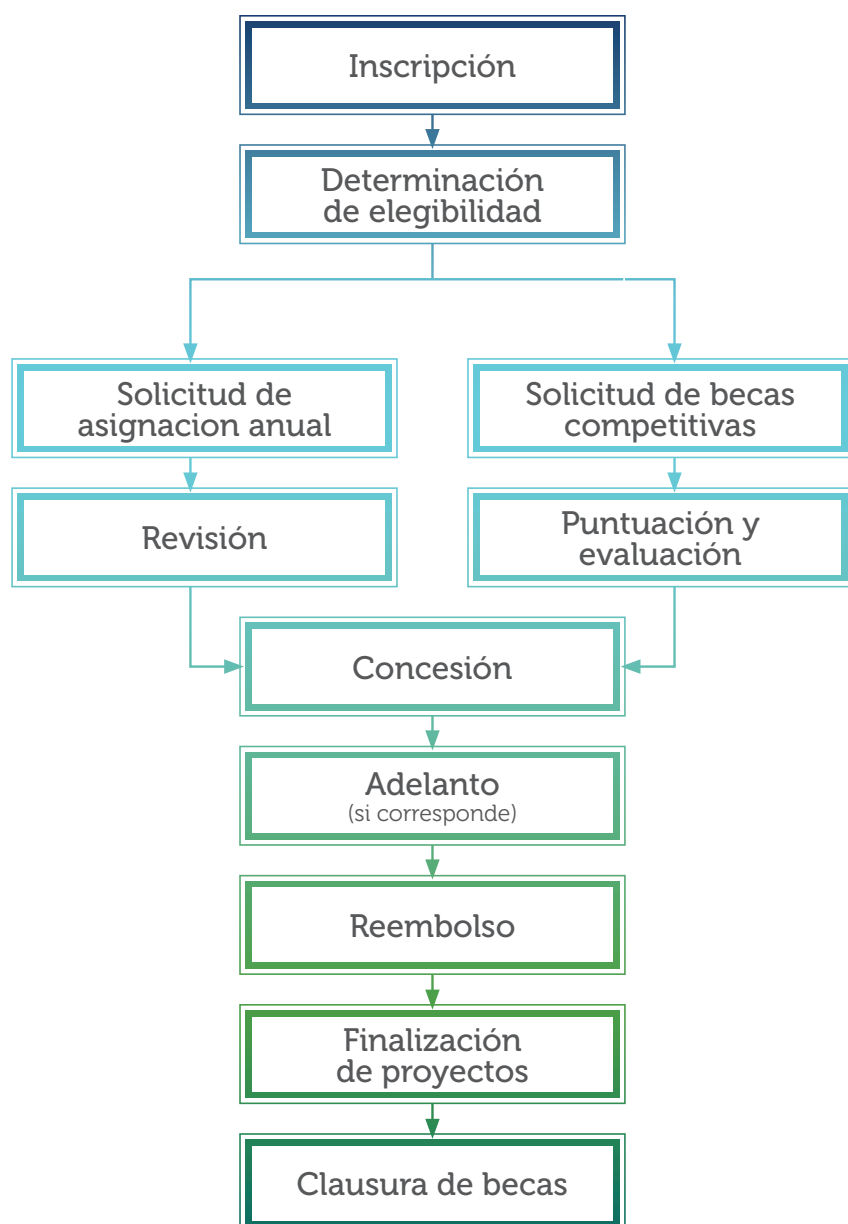 Inscripción
Determinación
de elegibilidad
Solicitud de
asignacion anual
Solicitud de becas
competitivas
Revisión
Puntuación y
evaluación
Concesión
Adelanto
(si corresponde)
Reembolso
Finalización
de proyectos
Clausura de becas